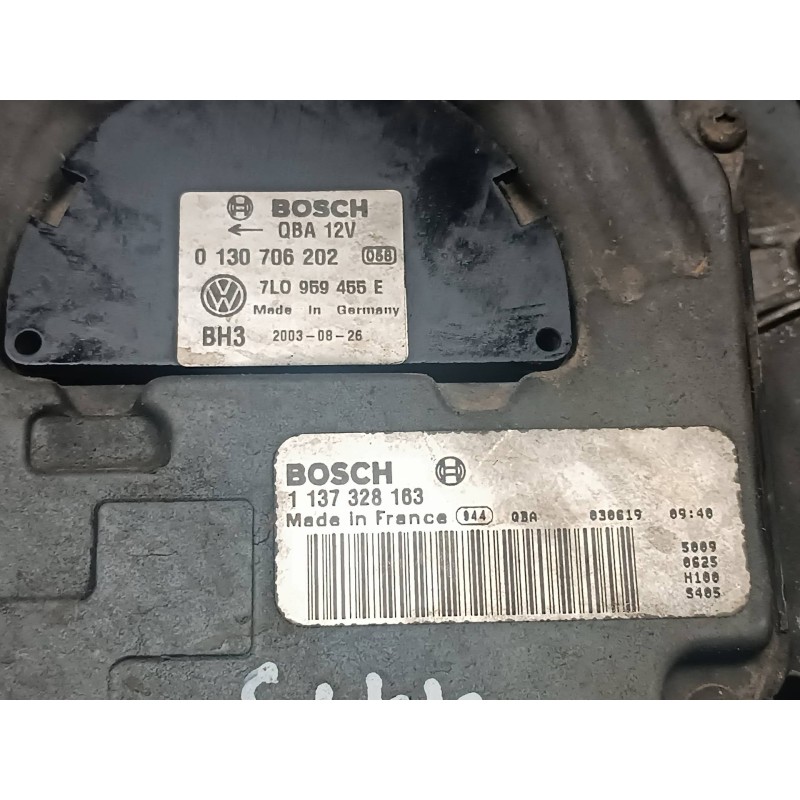 BOSCH
← QBA 12V
0 130 706 202 058
7L0 959 455 E
Made in Germany
BH3 2003-08-26
BOSCH
1 137 328 163
Made in France 944 QBA 030619 09:40
5009
0625
H100
S405